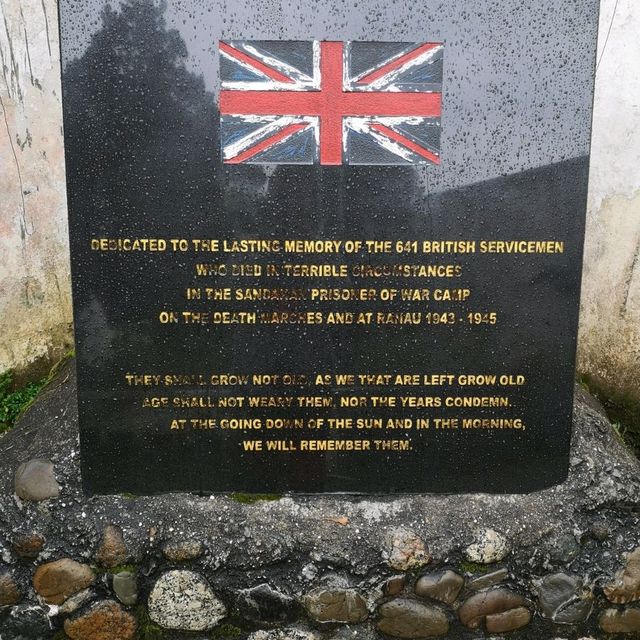 DEDICATED TO THE LASTING MEMORY OF THE 641 BRITISH SERVICEMEN
WHO DIED IN TERRIBLE CIRCUMSTANCES
IN THE SANDAKAN PRISONER OF WAR CAMP
ON THE DEATH MARCHES AND AT RANAU 1943 - 1945
THEY SHALL GROW NOT OLD, AS WE THAT ARE LEFT GROW OLD
AGE SHALL NOT WEARY THEM, NOR THE YEARS CONDEMN.
AT THE GOING DOWN OF THE SUN AND IN THE MORNING,
WE WILL REMEMBER THEM.